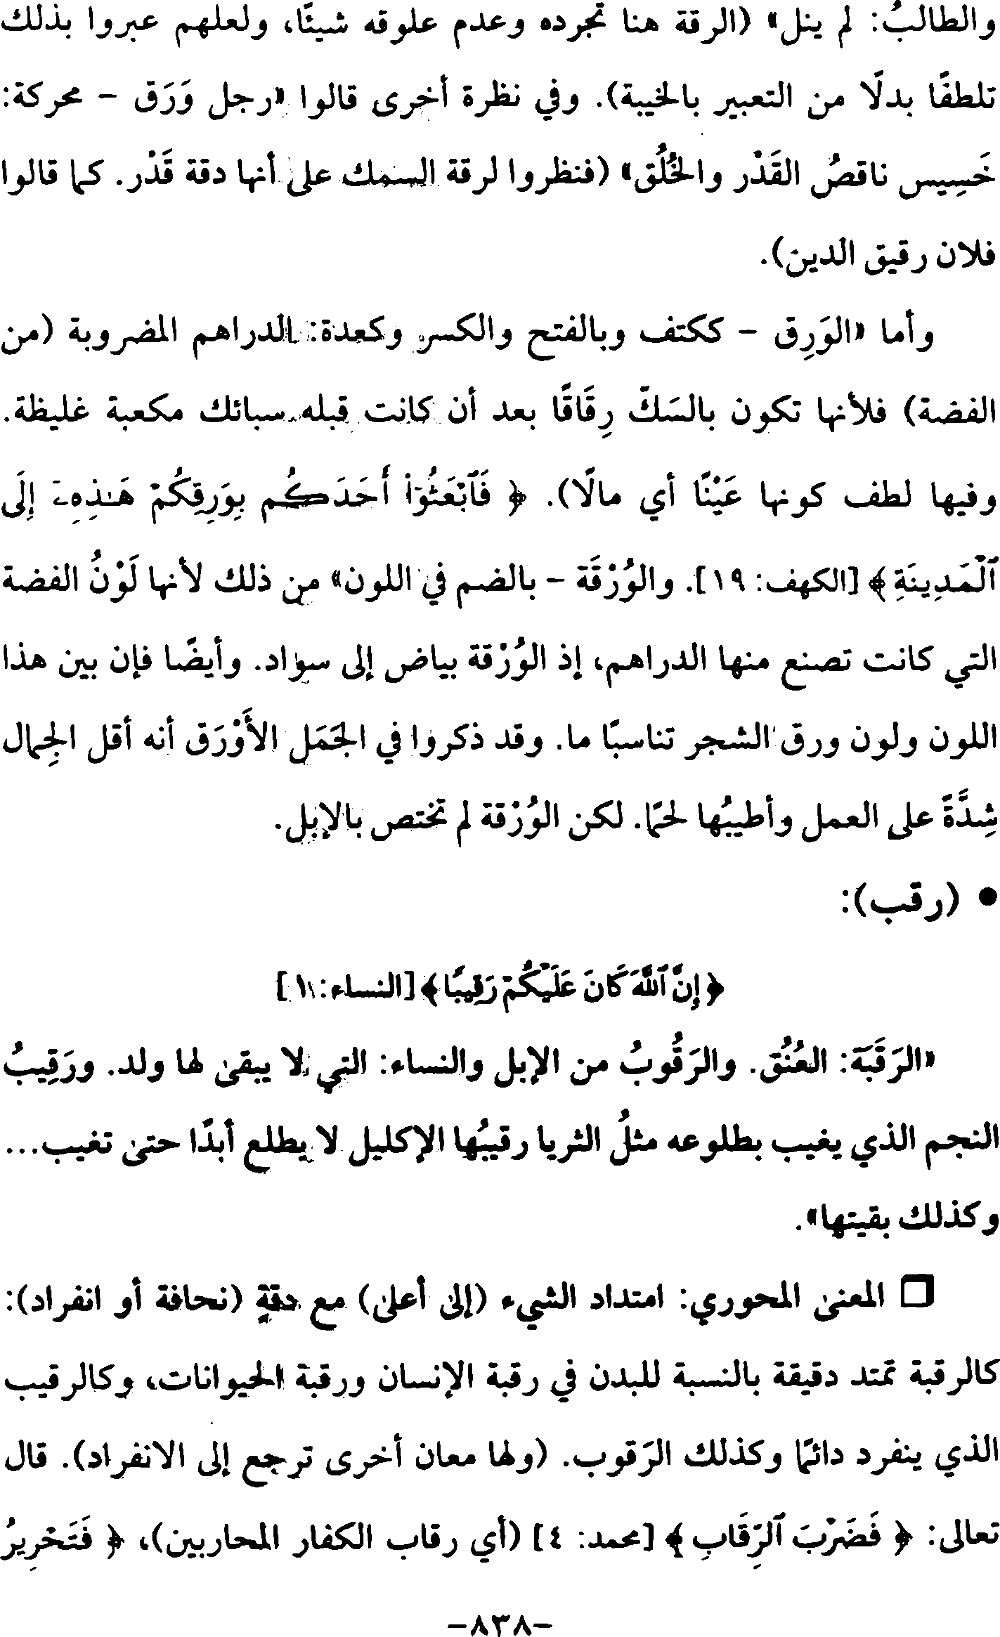 والطالبُ: لم ينل» (الرقة هنا تجرده وعدم علوقه شيئًا، ولعلهم عبروا بذلك
تلطفًا بدلًا من التعبير بالخيبة). وفي نظرة أخرى قالوا «رجل وَرَق - محركة:
خَسِيس ناقصُ القَدْر والخُلُق» (فنظروا لرقة السمك على أنها دقة قَدْر. كما قالوا
فلان رقيق الدين).
وأما «الوَرِق - ككتف وبالفتح والكسر وكعدة: الدراهم المضروبة (من
الفضة) فلأنها تكون بالسَكّ رِقَاقًا بعد أن كانت قبله سبائك مكعبة غليظة.
وفيها لطف كونها عَيْنًا أي مالًا). ﴿ فَٱبْعَثُوٓا۟ أَحَدَكُم بِوَرِقِكُمْ هَـٰذِهِۦٓ إِلَى
ٱلْمَدِينَةِ ﴾ [الكهف: ١٩]. والوُرْقَة - بالضم في اللون» من ذلك لأنها لَوْنُ الفضة
التي كانت تصنع منها الدراهم، إذ الوُرْقة بياض إلى سواد. وأيضًا فإن بين هذا
اللون ولون ورق الشجر تناسبًا ما. وقد ذكروا في الجَمَل الأَوْرَق أنه أقل الجِمال
شِدَّةً على العمل وأطيبُها لحمًا. لكن الوُرْقة لم تختص بالإبل.
• (رقب):
﴿ إِنَّ ٱللَّهَ كَانَ عَلَيْكُمْ رَقِيبًا ﴾ [النساء: ١]
«الرَقَبَة: العُنُق. والرَقُوبُ من الإبل والنساء: التي لا يبقىٰ لها ولد. ورَقِيبُ
النجم الذي يغيب بطلوعه مثلُ الثريا رقيبُها الإكليل لا يطلع أبدًا حتىٰ تغيب...
وكذلك بقيتها».
❒ المعنىٰ المحوري: امتداد الشيء (إلىٰ أعلىٰ) مع دقةٍ (نحافة أو انفراد):
كالرقبة تمتد دقيقة بالنسبة للبدن في رقبة الإنسان ورقبة الحيوانات، وكالرقيب
الذي ينفرد دائمًا وكذلك الرَقوب. (ولها معان أخرى ترجع إلى الانفراد). قال
تعالى: ﴿ فَضَرْبَ ٱلرِّقَابِ ﴾ [محمد: ٤] (أي رقاب الكفار المحاربين)، ﴿ فَتَحْرِيرُ
-٨٣٨-